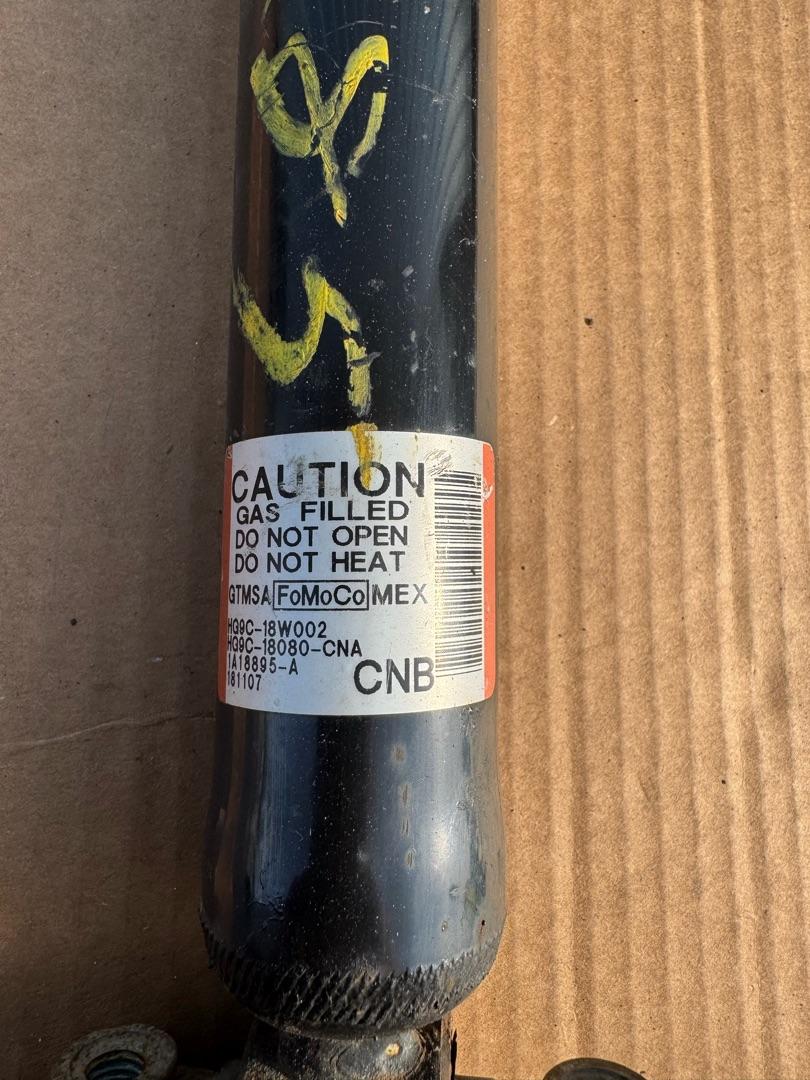 CAUTION
GAS FILLED
DO NOT OPEN
DO NOT HEAT
GTMSA FoMoCo MEX
HG9C-18W002
HG9C-18080-CNA
1A18895-A
181107
CNB